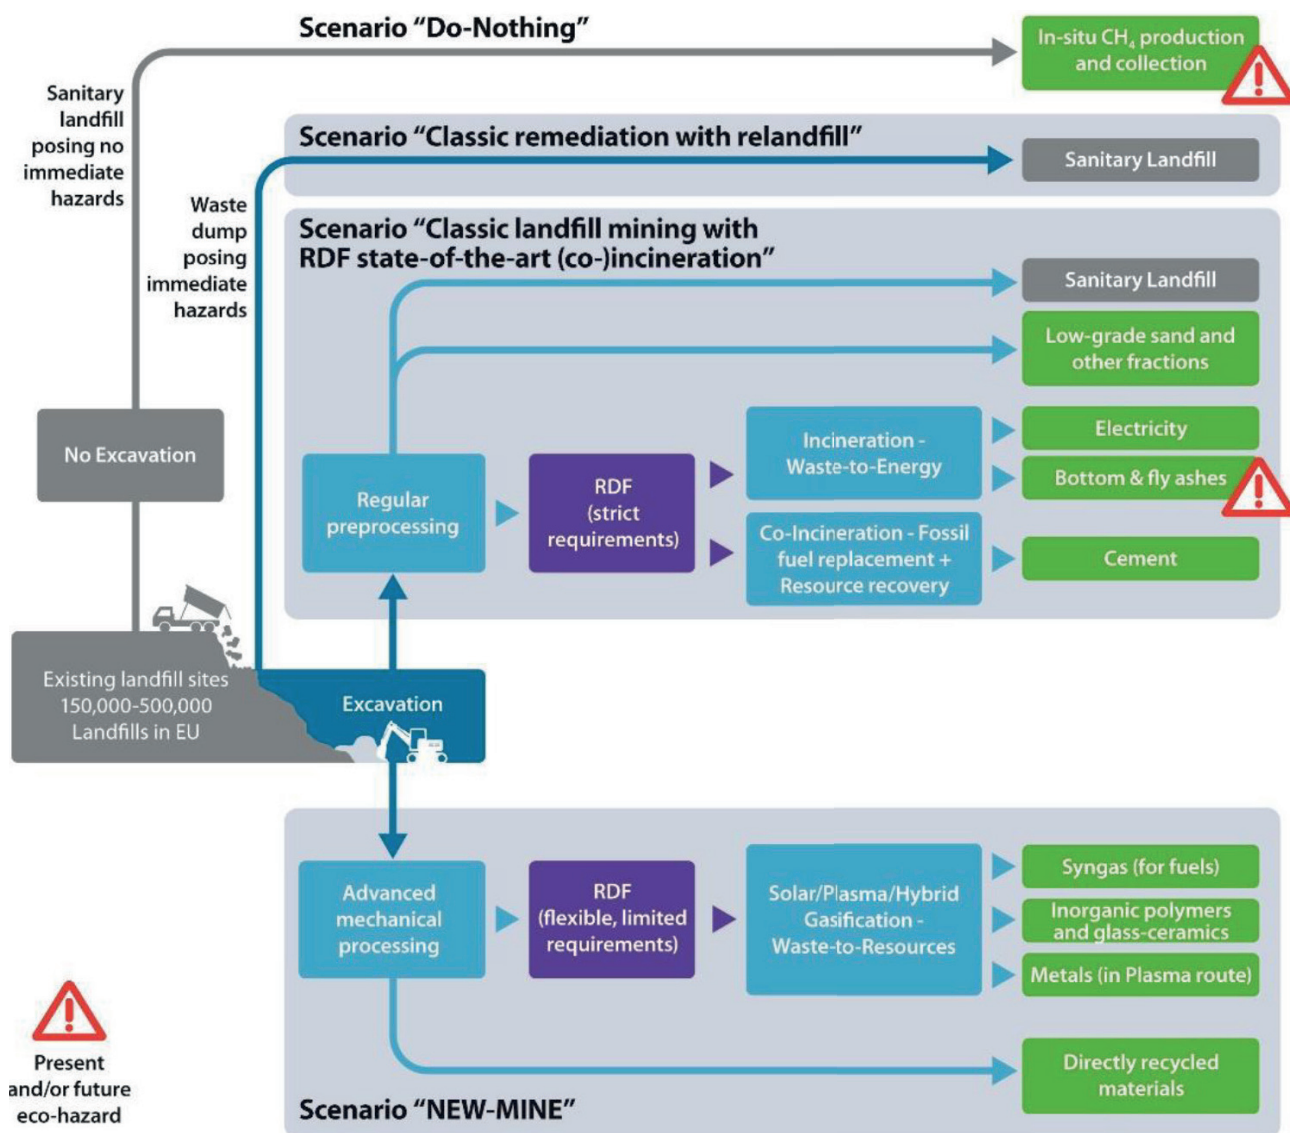 Scenario “Do-Nothing”
In-situ CH₄ production
and collection
Sanitary
landfill
posing no
immediate
hazards
Scenario “Classic remediation with relandfill”
Sanitary Landfill
Waste
dump
posing
immediate
hazards
Scenario “Classic landfill mining with
RDF state-of-the-art (co-)incineration”
Sanitary Landfill
Low-grade sand and
other fractions
No Excavation
Regular
preprocessing
RDF
(strict
requirements)
Incineration -
Waste-to-Energy
Electricity
Bottom & fly ashes
Co-Incineration - Fossil
fuel replacement +
Resource recovery
Cement
Existing landfill sites
150,000-500,000
Landfills in EU
Excavation
Advanced
mechanical
processing
RDF
(flexible, limited
requirements)
Solar/Plasma/Hybrid
Gasification -
Waste-to-Resources
Syngas (for fuels)
Inorganic polymers
and glass-ceramics
Metals (in Plasma route)
Directly recycled
materials
Present
and/or future
eco-hazard
Scenario “NEW-MINE”